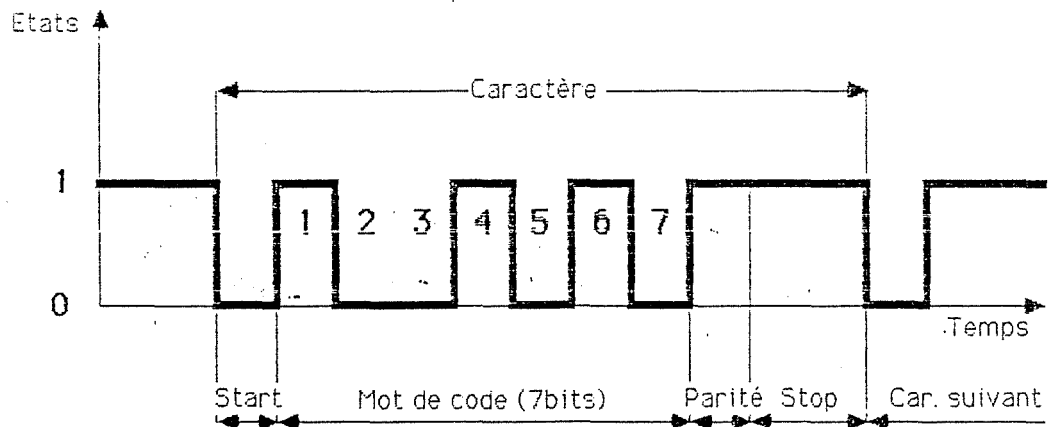 Etats
Caractère
1
1 2 3 4 5 6 7
0
Temps
Start Mot de code (7bits) Parité Stop Car. suivant